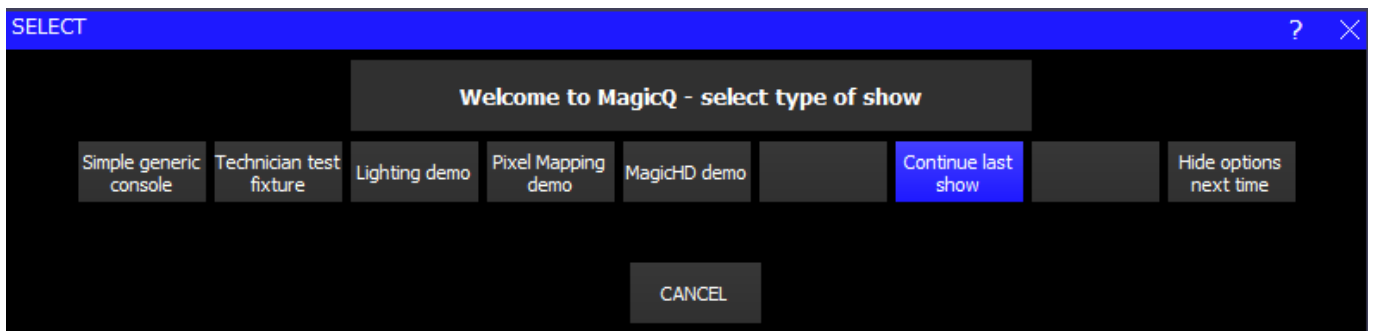 SELECT
?
Welcome to MagicQ - select type of show
Simple generic
console
Technician test
fixture
Lighting demo
Pixel Mapping
demo
MagicHD demo
Continue last
show
Hide options
next time
CANCEL